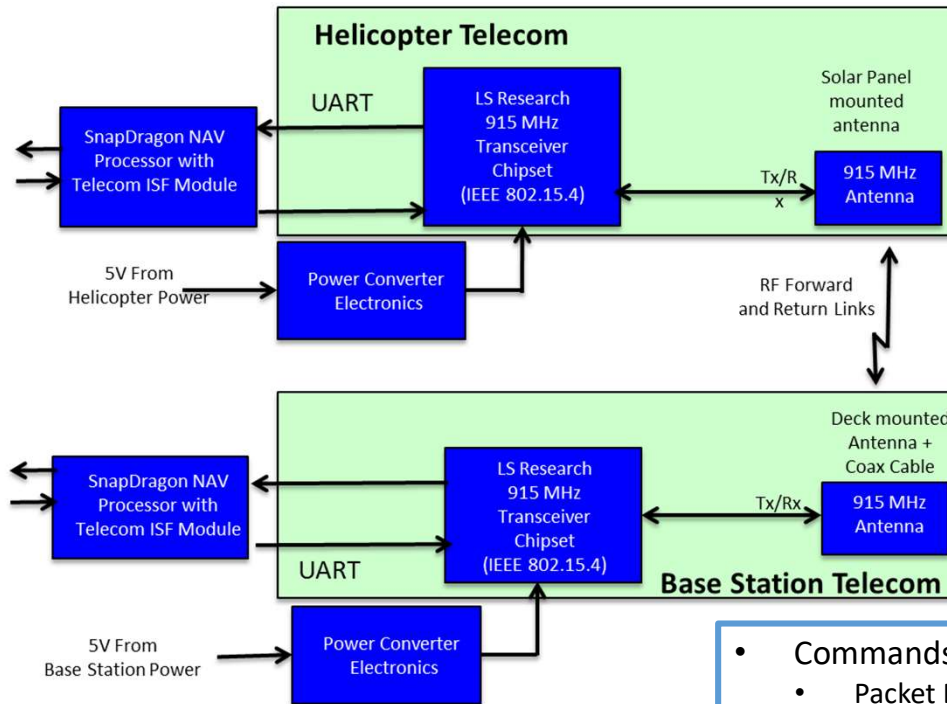 Helicopter Telecom
UART
SnapDragon NAV
Processor with
Telecom ISF Module
LS Research
915 MHz
Transceiver
Chipset
(IEEE 802.15.4)
Solar Panel
mounted
antenna
Tx/R
x
915 MHz
Antenna
5V From
Helicopter Power
Power Converter
Electronics
RF Forward
and Return Links
SnapDragon NAV
Processor with
Telecom ISF Module
UART
LS Research
915 MHz
Transceiver
Chipset
(IEEE 802.15.4)
Deck mounted
Antenna +
Coax Cable
Tx/Rx
915 MHz
Antenna
Base Station Telecom
5V From
Base Station Power
Power Converter
Electronics
• Commands
• Packet